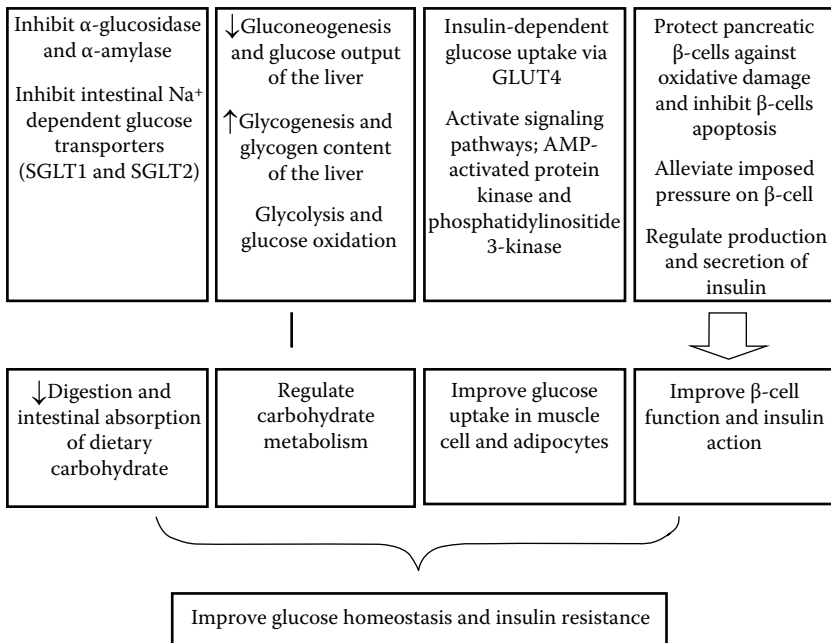 Inhibit α-glucosidase
and α-amylase
Inhibit intestinal Na⁺
dependent glucose
transporters
(SGLT1 and SGLT2)
↓Gluconeogenesis
and glucose output
of the liver
↑Glycogenesis and
glycogen content
of the liver
Glycolysis and
glucose oxidation
Insulin-dependent
glucose uptake via
GLUT4
Activate signaling
pathways; AMP-
activated protein
kinase and
phosphatidylinositide
3-kinase
Protect pancreatic
β-cells against
oxidative damage
and inhibit β-cells
apoptosis
Alleviate imposed
pressure on β-cell
Regulate production
and secretion of
insulin
↓Digestion and
intestinal absorption
of dietary
carbohydrate
Regulate
carbohydrate
metabolism
Improve glucose
uptake in muscle
cell and adipocytes
Improve β-cell
function and insulin
action
Improve glucose homeostasis and insulin resistance